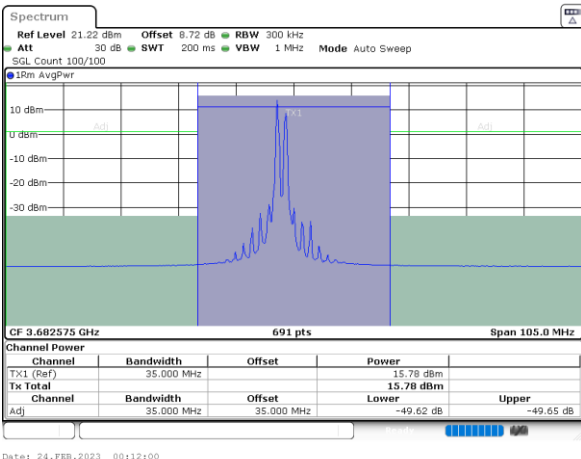 Spectrum
Ref Level 21.22 dBm Offset 8.72 dB RBW 300 kHz
Att 30 dB SWT 200 ms VBW 1 MHz Mode Auto Sweep
SGL Count 100/100
1Rm AvgPwr
10 dBm
TX1
Adj
Adj
0 dBm
-10 dBm
-20 dBm
-30 dBm
CF 3.682575 GHz 691 pts Span 105.0 MHz
Channel Power
Channel Bandwidth Offset Power
TX1 (Ref) 35.000 MHz 15.78 dBm
Tx Total 15.78 dBm
Channel Bandwidth Offset Lower Upper
Adj 35.000 MHz 35.000 MHz -49.62 dB -49.65 dB
Ready
Date: 24.FEB.2023 00:12:00